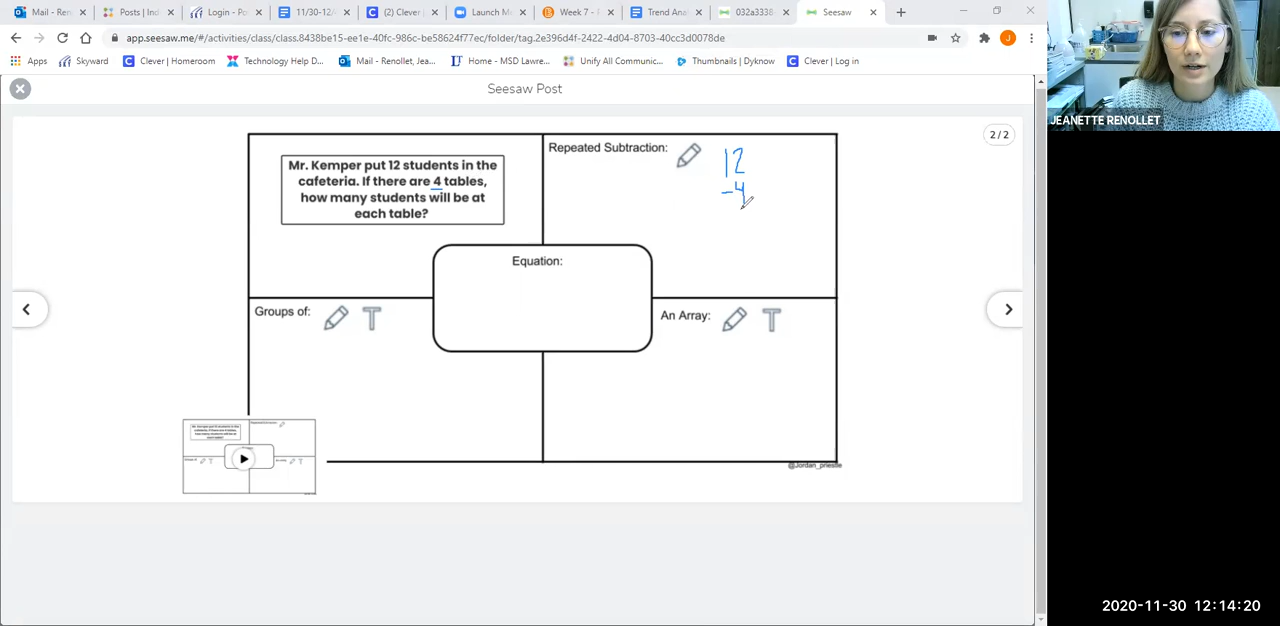 Mail - Ren
Posts | Ind
Login - Po
11/30-12/
(2) Clever
Launch M
Week 7 -
Trend Ana
032a3338-
Seesaw
app.seesaw.me/#/activities/class/class.8438be15-ee1e-40fc-986c-be58624f77ec/folder/tag.2e396d4f-2422-4d04-8703-40cc3d0078de
Apps
Skyward
Clever | Homeroom
Technology Help D...
Mail - Renollet, Jea...
Home - MSD Lawre...
Unify All Communic...
Thumbnails | Dyknow
Clever | Log in
Seesaw Post
JEANETTE RENOLLET
2 / 2
Mr. Kemper put 12 students in the
cafeteria. If there are 4 tables,
how many students will be at
each table?
Repeated Subtraction:
12
-4
Equation:
Groups of:
An Array:
@Jordan_priestle
2020-11-30 12:14:20